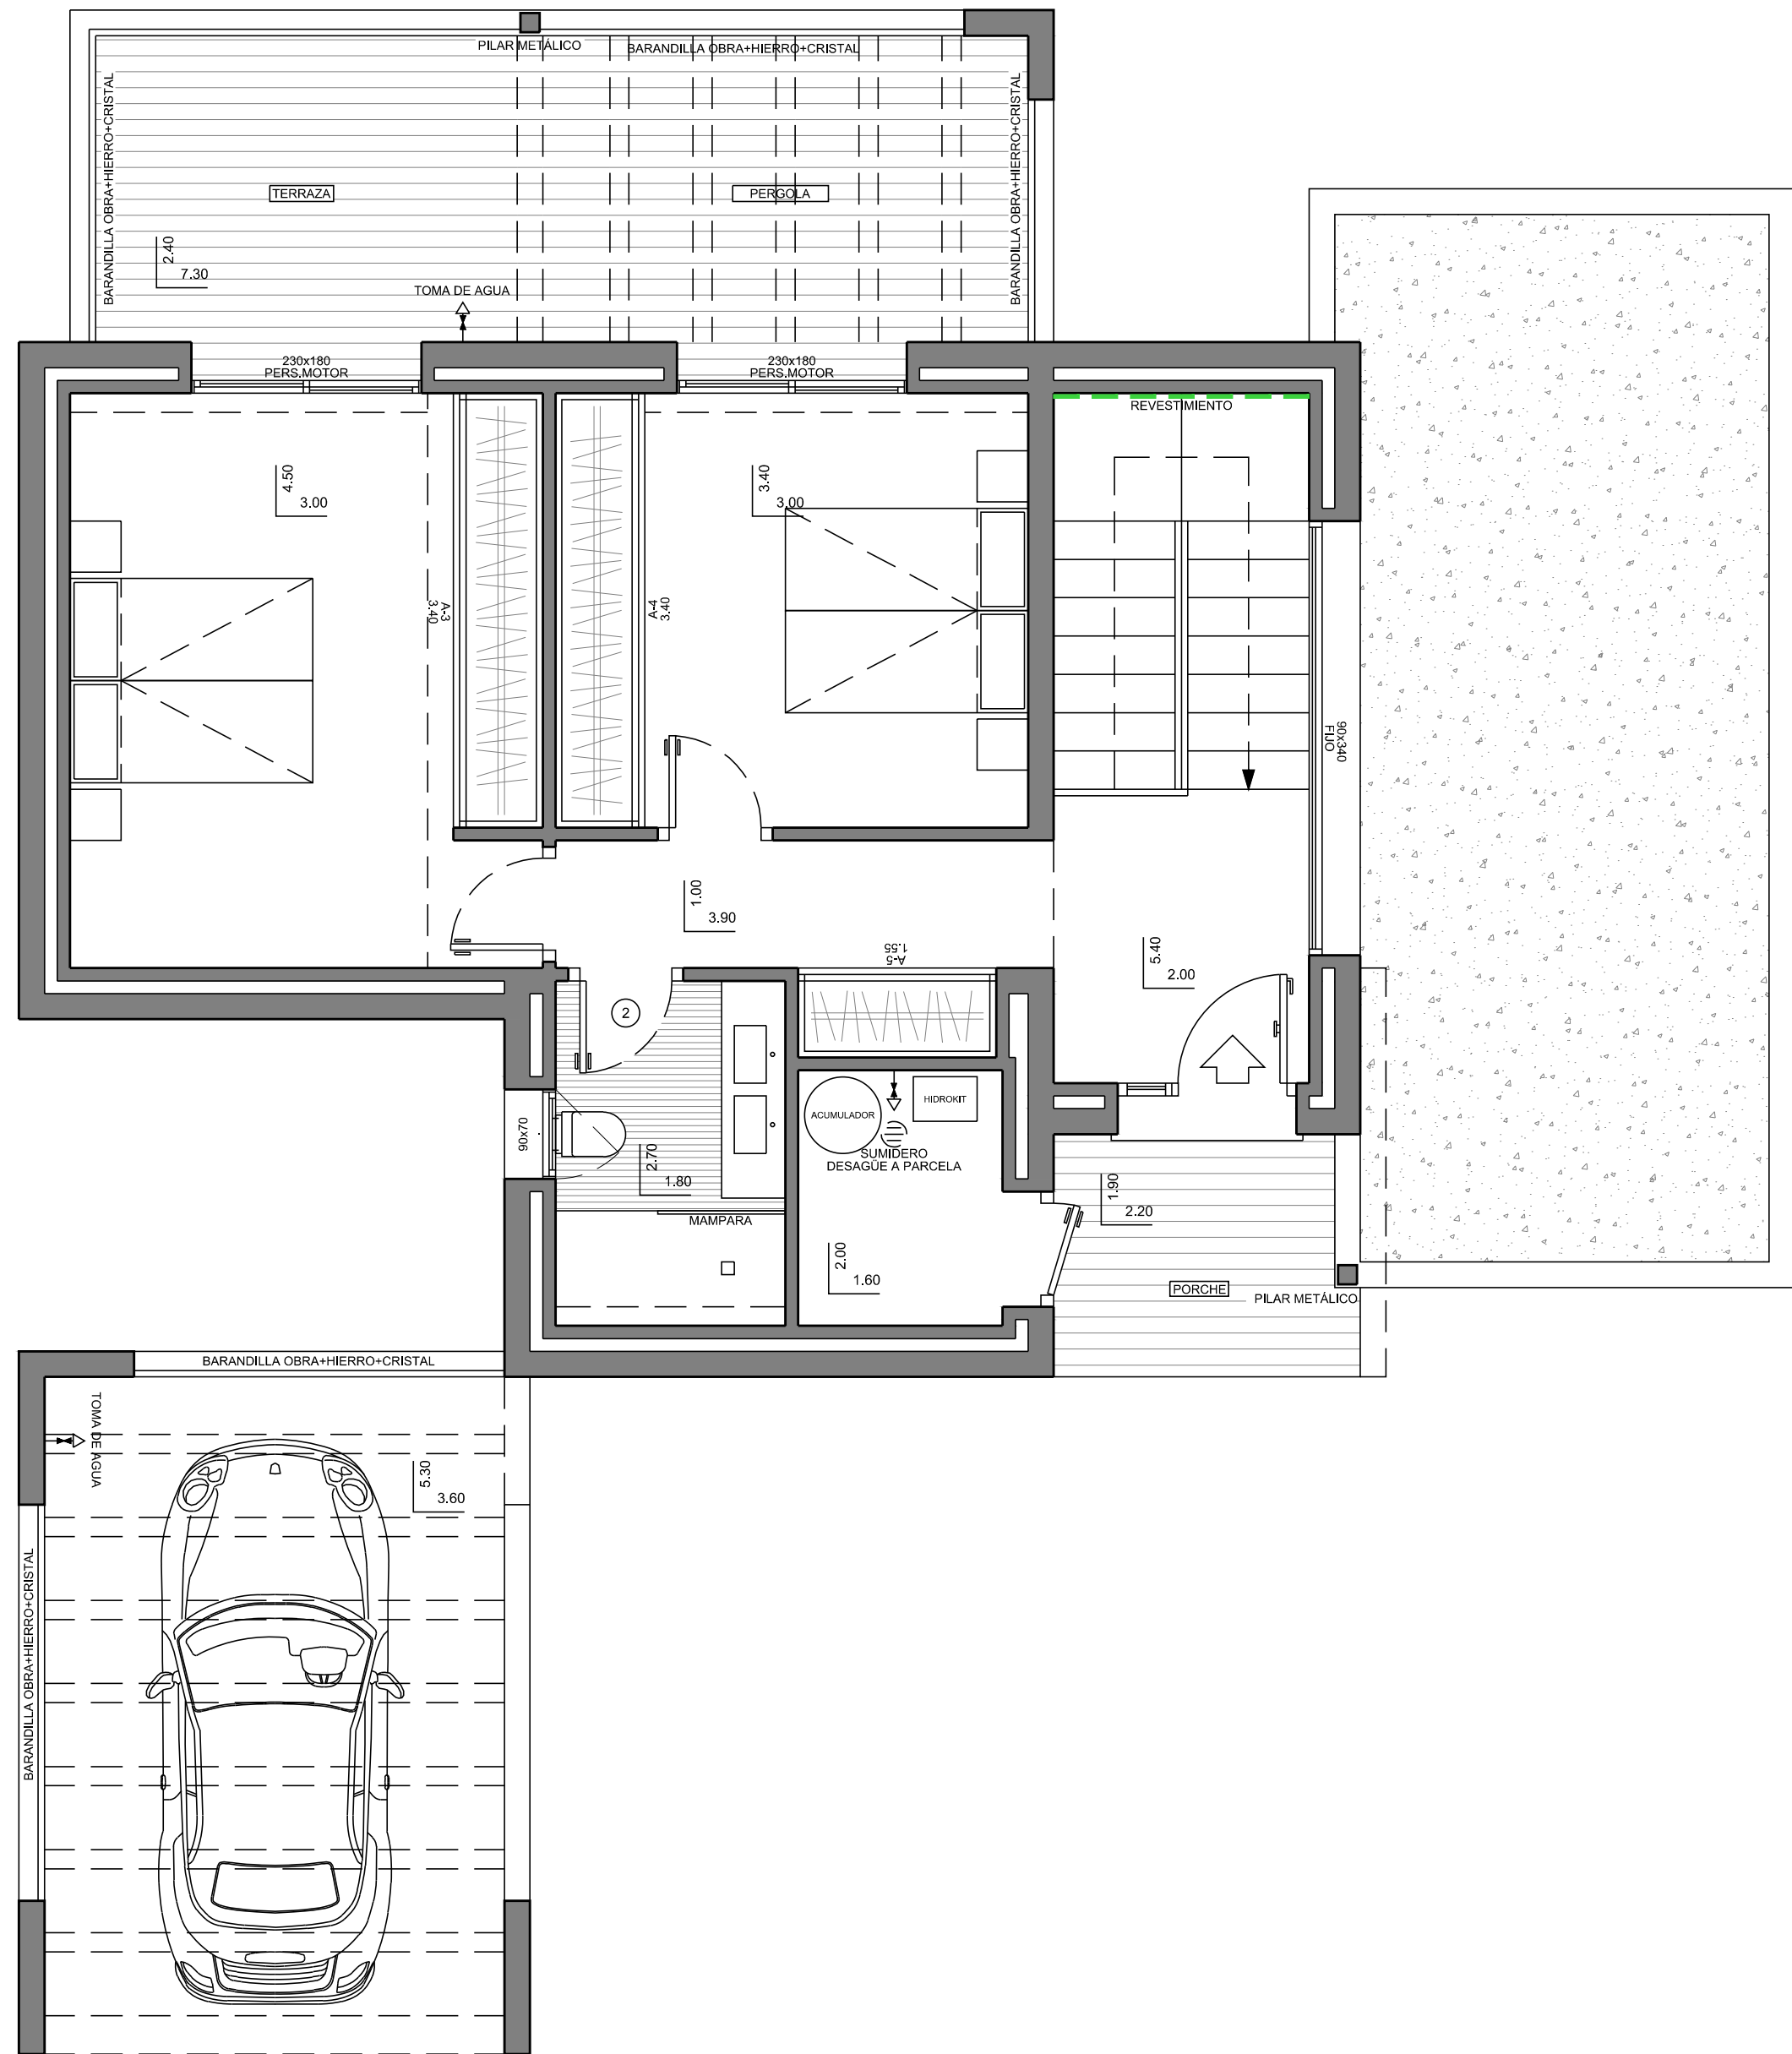 PILAR METÁLICO
BARANDILLA OBRA+HIERRO+CRISTAL
BARANDILLA OBRA+HIERRO+CRISTAL
BARANDILLA OBRA+HIERRO+CRISTAL
TERRAZA
PERGOLA
2.40
7.30
TOMA DE AGUA
230x180
PERS.MOTOR
230x180
PERS.MOTOR
REVESTIMIENTO
4.50
3.00
3.40
3.00
A-3
3.40
A-4
3.40
90x340
FIJO
1.00
3.90
A-5
1.55
5.40
2.00
2
ACUMULADOR
HIDROKIT
SUMIDERO
DESAGÜE A PARCELA
90x70
2.70
1.80
MAMPARA
1.90
2.20
2.00
1.60
PORCHE
PILAR METÁLICO
BARANDILLA OBRA+HIERRO+CRISTAL
TOMA DE AGUA
5.30
3.60
BARANDILLA OBRA+HIERRO+CRISTAL